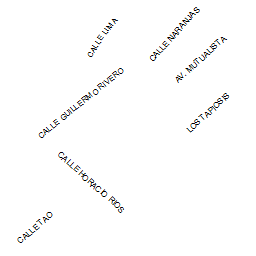 CALLE LIMA
CALLE NARANJAS
AV. MUTUALISTA
CALLE GUILLERMO RIVERO
LOS TAPIOSIS
CALLE HORACIO RIOS
CALLE TAO